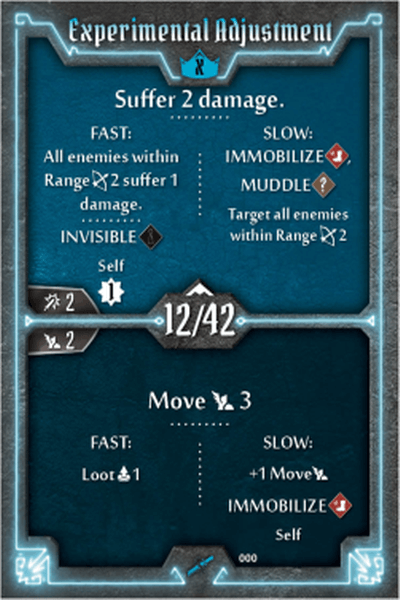 Experimental Adjustment
X
Suffer 2 damage.
FAST:
All enemies within
Range 2 suffer 1
damage.
INVISIBLE
Self
1
SLOW:
IMMOBILIZE,
MUDDLE ?
Target all enemies
within Range 2
2
12/42
2
Move 3
FAST:
Loot 1
SLOW:
+1 Move
IMMOBILIZE
Self
000